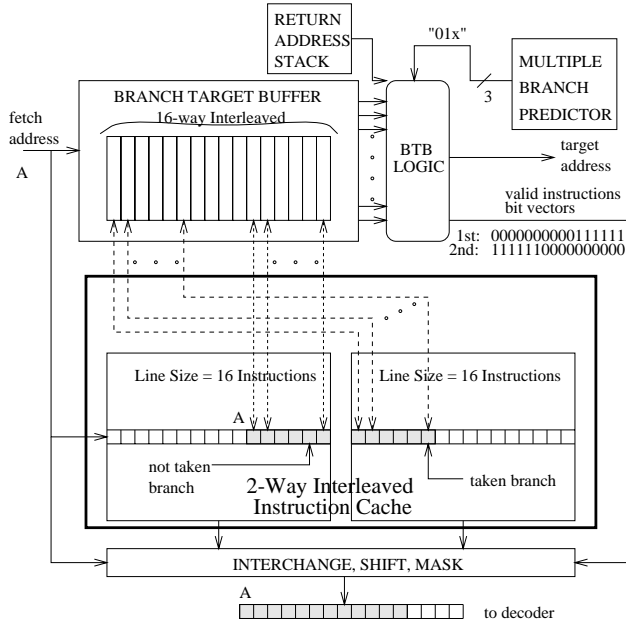 RETURN
ADDRESS
STACK
"01x"
3
MULTIPLE
BRANCH
PREDICTOR
BRANCH TARGET BUFFER
16-way Interleaved
fetch
address
A
BTB
LOGIC
target
address
valid instructions
bit vectors
1st: 0000000000111111
2nd: 1111110000000000
Line Size = 16 Instructions
Line Size = 16 Instructions
A
not taken
branch
taken branch
2-Way Interleaved
Instruction Cache
INTERCHANGE, SHIFT, MASK
A
to decoder